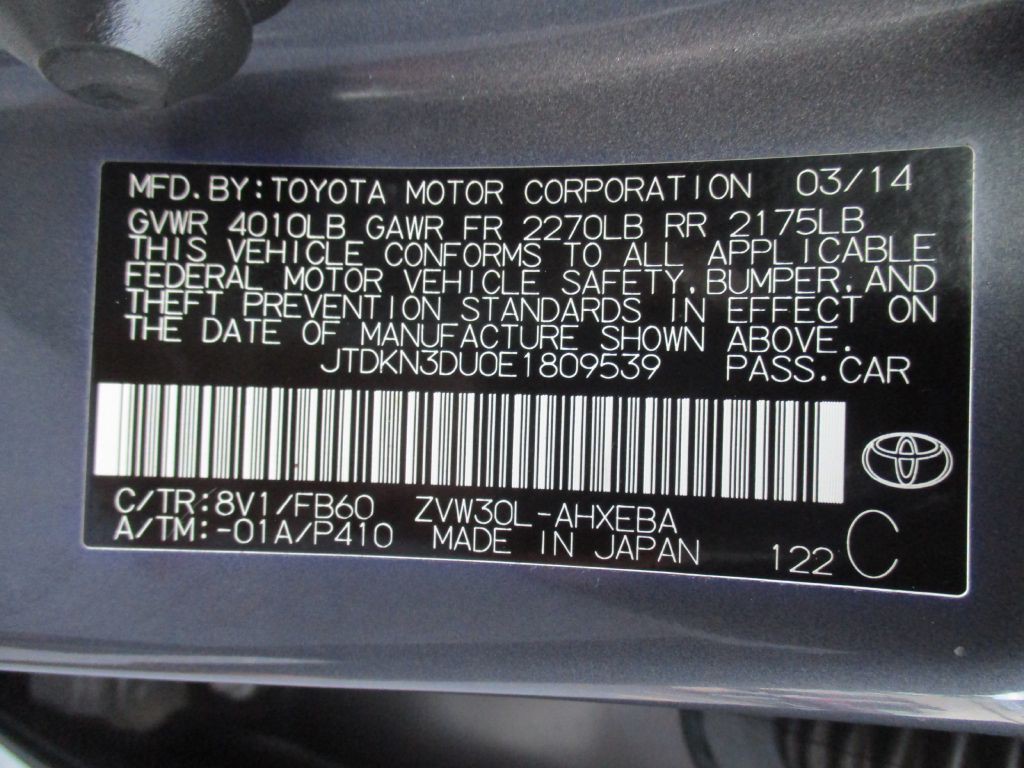 MFD.BY:TOYOTA MOTOR CORPORATION 03/14
GVWR 4010LB GAWR FR 2270LB RR 2175LB
THIS VEHICLE CONFORMS TO ALL APPLICABLE
FEDERAL MOTOR VEHICLE SAFETY,BUMPER,AND
THEFT PREVENTION STANDARDS IN EFFECT ON
THE DATE OF MANUFACTURE SHOWN ABOVE.
JTDKN3DU0E1809539 PASS.CAR
C/TR:8V1/FB60 ZVW30L-AHXEBA
A/TM:-01A/P410 MADE IN JAPAN 122 C